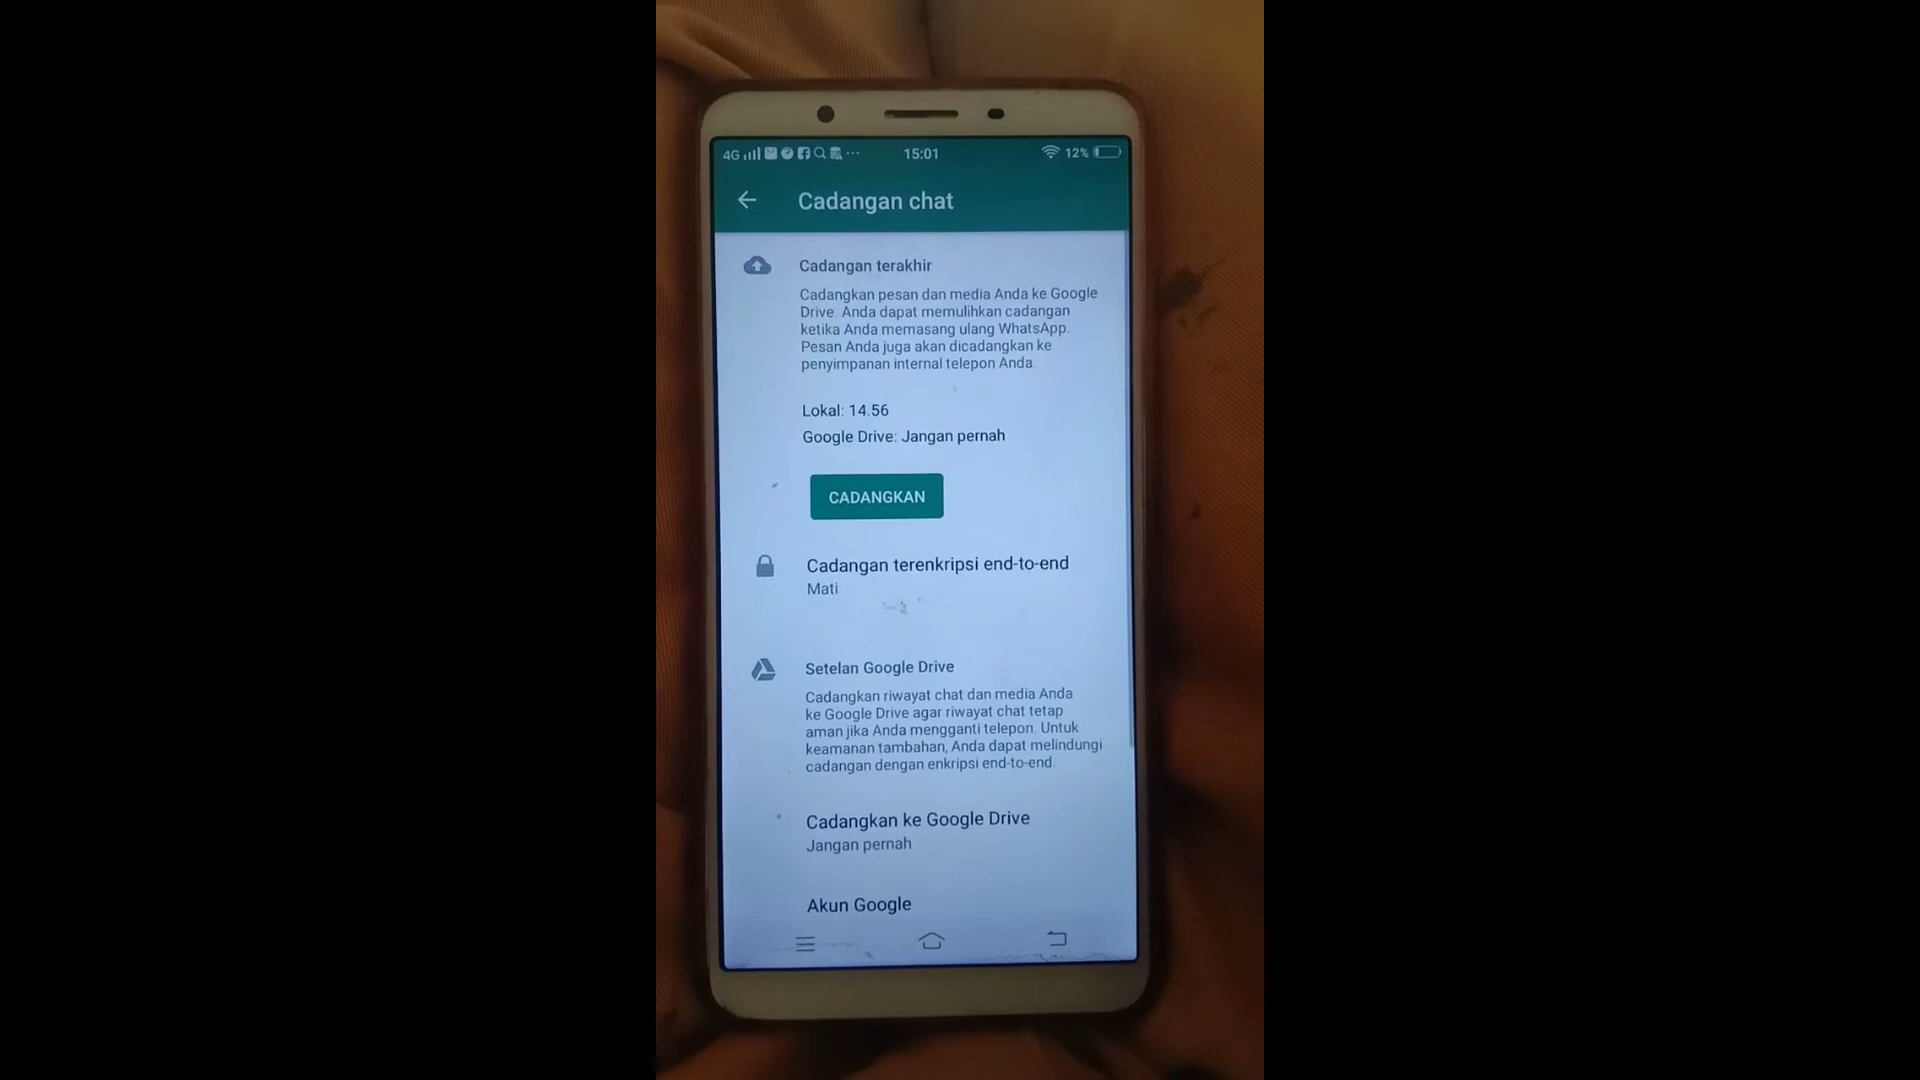 4G 15:01 12%
Cadangan chat
Cadangan terakhir
Cadangkan pesan dan media Anda ke Google
Drive. Anda dapat memulihkan cadangan
ketika Anda memasang ulang WhatsApp.
Pesan Anda juga akan dicadangkan ke
penyimpanan internal telepon Anda.
Lokal: 14.56
Google Drive: Jangan pernah
CADANGKAN
Cadangan terenkripsi end-to-end
Mati
Setelan Google Drive
Cadangkan riwayat chat dan media Anda
ke Google Drive agar riwayat chat tetap
aman jika Anda mengganti telepon. Untuk
keamanan tambahan, Anda dapat melindungi
cadangan dengan enkripsi end-to-end.
Cadangkan ke Google Drive
Jangan pernah
Akun Google